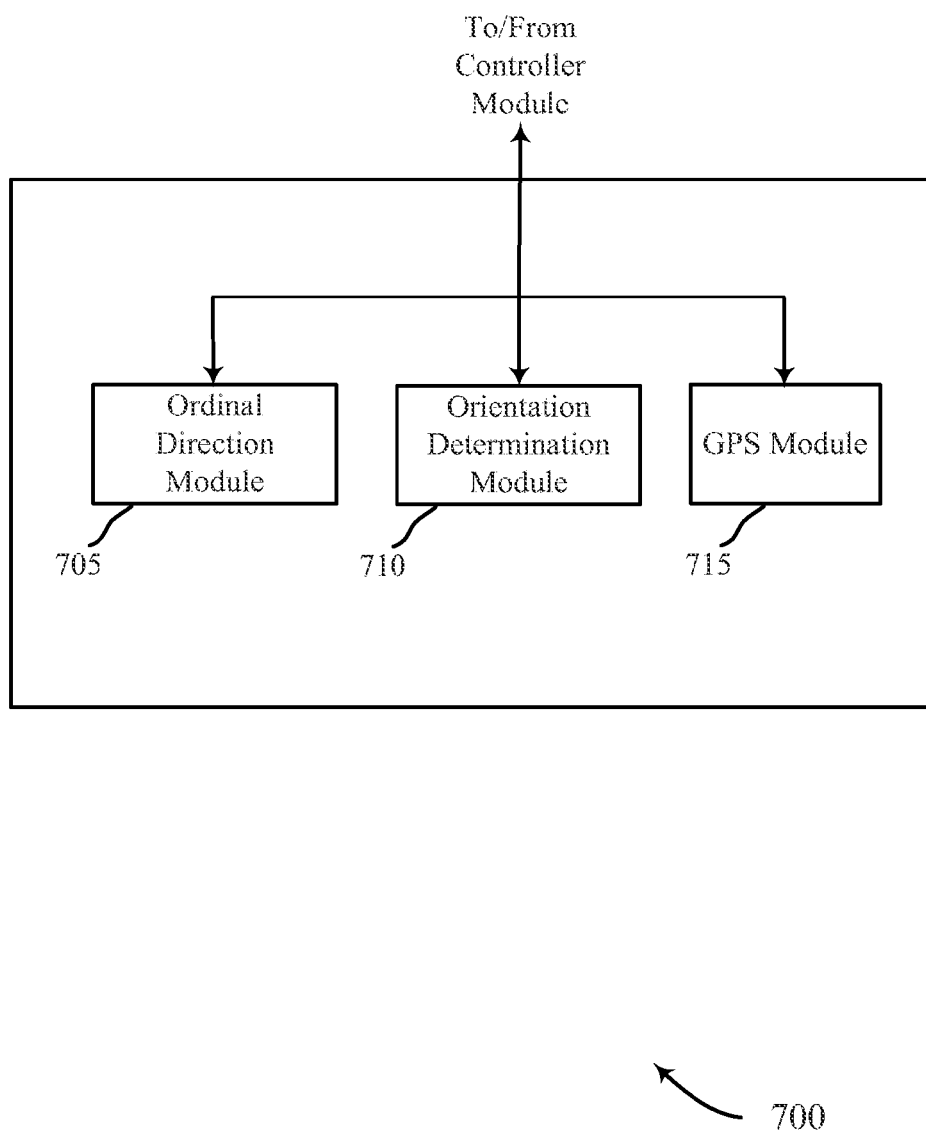 To/From
Controller
Module
Ordinal
Direction
Module
Orientation
Determination
Module
GPS Module
705
710
715
700